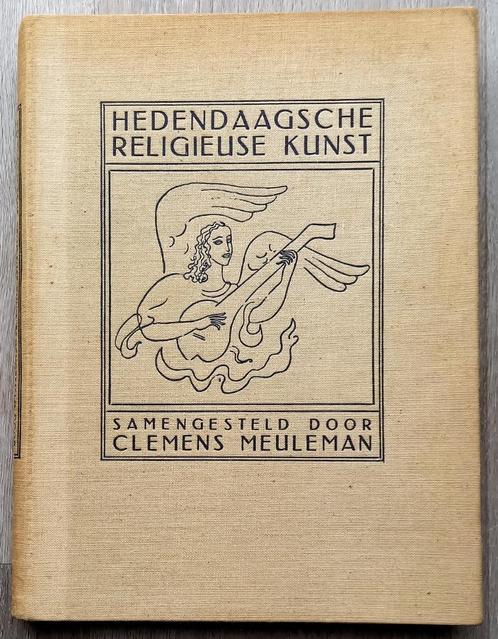 HEDENDAAGSCHE
RELIGIEUSE KUNST
SAMENGESTELD DOOR
CLEMENS MEULEMAN